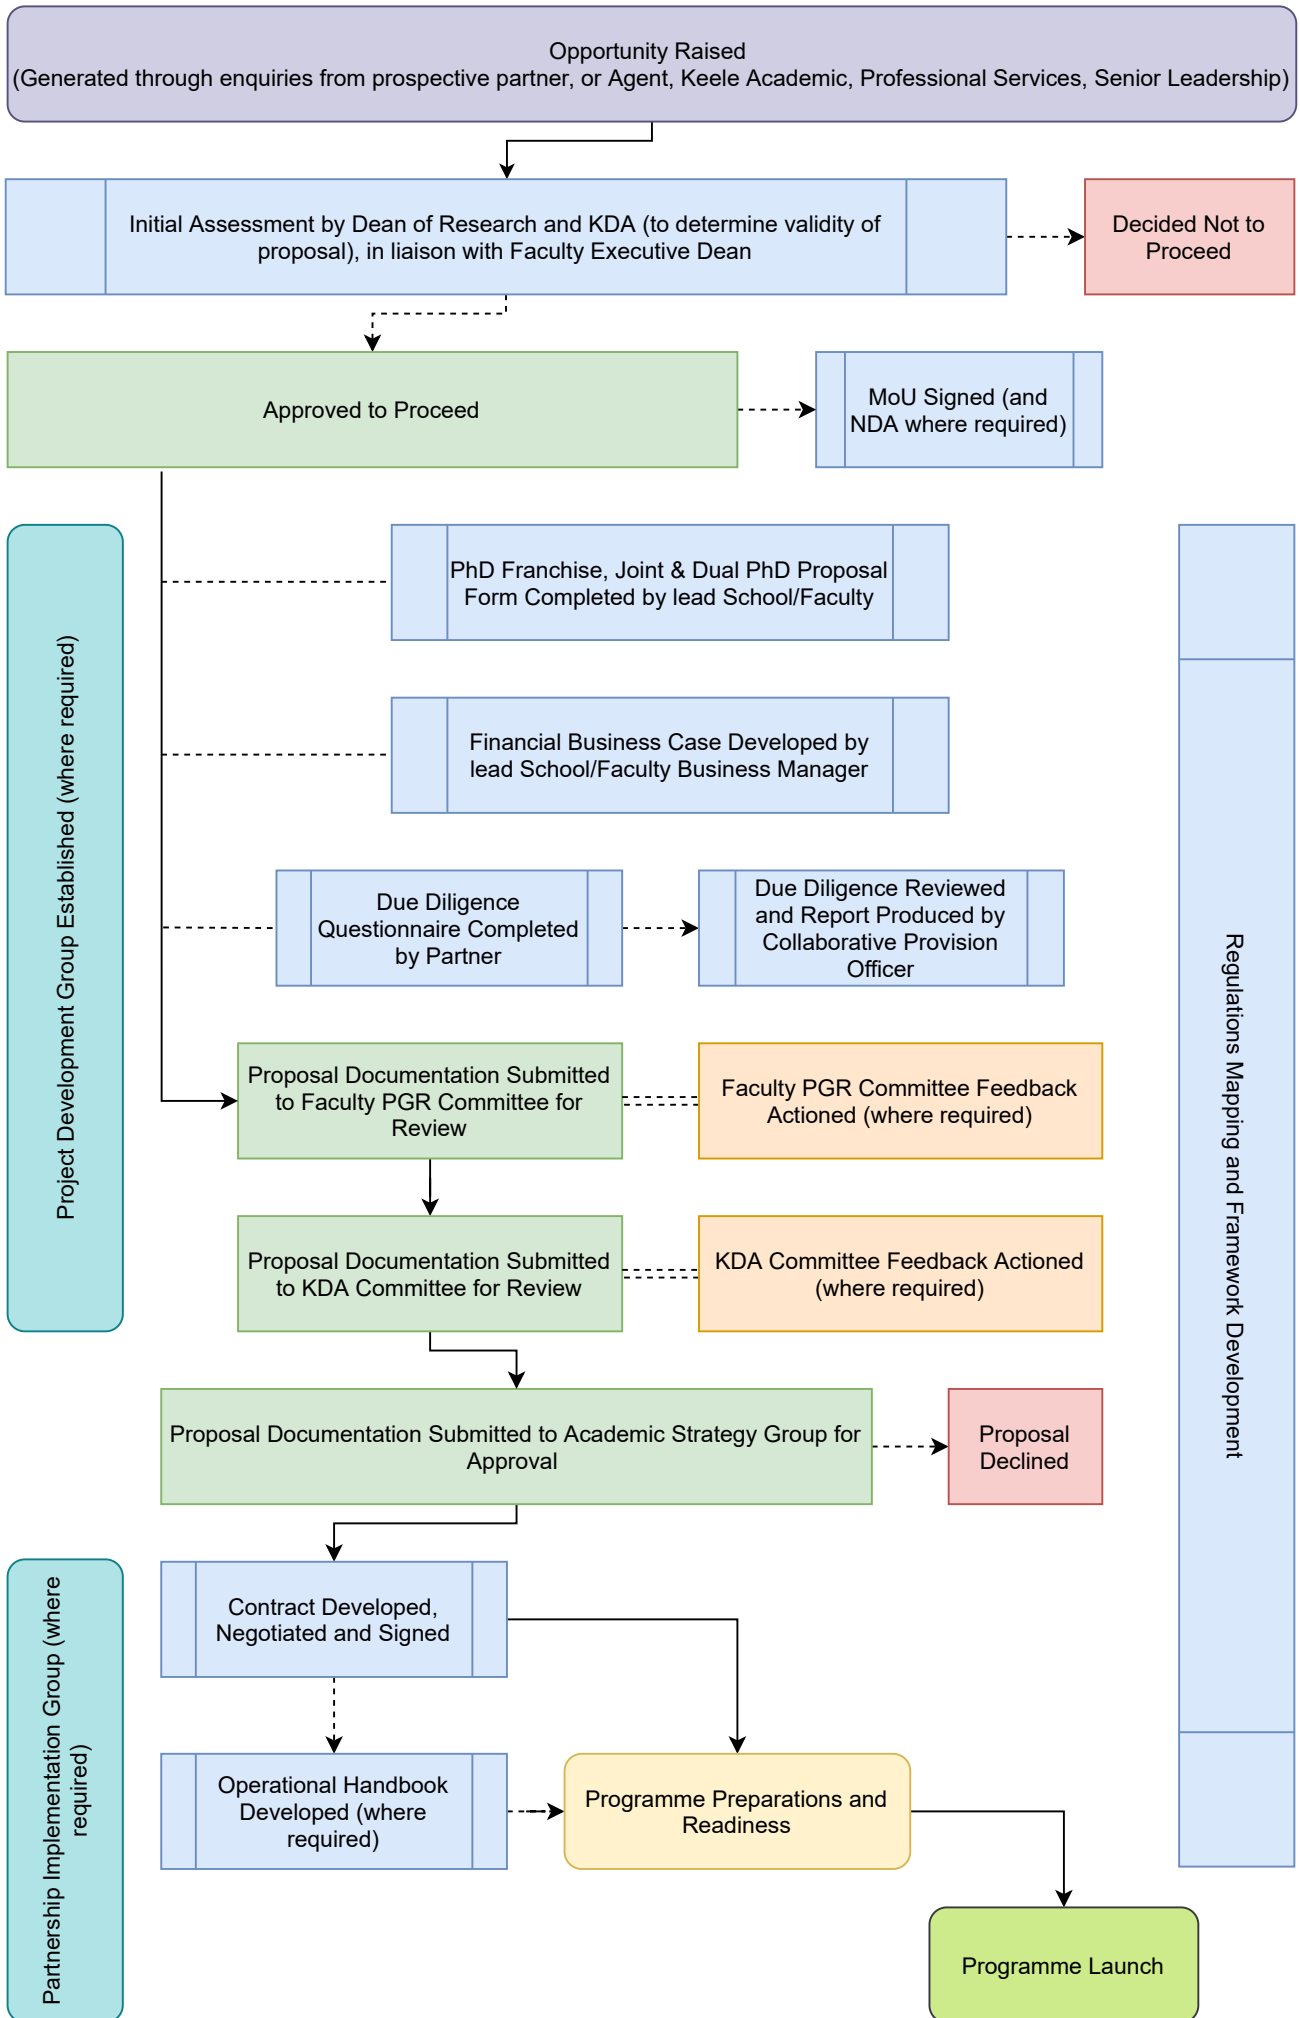 Opportunity Raised
(Generated through enquiries from prospective partner, or Agent, Keele Academic, Professional Services, Senior Leadership)
Initial Assessment by Dean of Research and KDA (to determine validity of
proposal), in liaison with Faculty Executive Dean
Decided Not to
Proceed
Approved to Proceed
MoU Signed (and
NDA where required)
Project Development Group Established (where required)
PhD Franchise, Joint & Dual PhD Proposal
Form Completed by lead School/Faculty
Financial Business Case Developed by
lead School/Faculty Business Manager
Due Diligence
Questionnaire Completed
by Partner
Due Diligence Reviewed
and Report Produced by
Collaborative Provision
Officer
Regulations Mapping and Framework Development
Proposal Documentation Submitted
to Faculty PGR Committee for
Review
Faculty PGR Committee Feedback
Actioned (where required)
Proposal Documentation Submitted
to KDA Committee for Review
KDA Committee Feedback Actioned
(where required)
Proposal Documentation Submitted to Academic Strategy Group for
Approval
Proposal
Declined
Partnership Implementation Group (where
required)
Contract Developed,
Negotiated and Signed
Operational Handbook
Developed (where
required)
Programme Preparations and
Readiness
Programme Launch